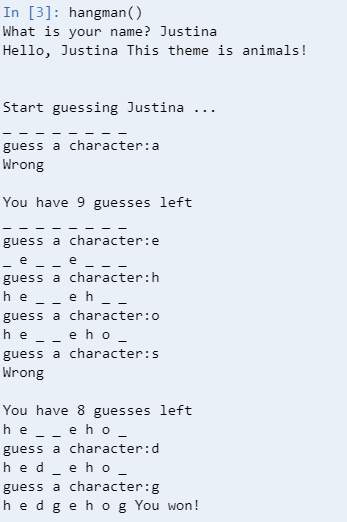 In [3]: hangman()
What is your name? Justina
Hello, Justina This theme is animals!
Start guessing Justina ...
_ _ _ _ _ _ _ _
guess a character:a
Wrong
You have 9 guesses left
_ _ _ _ _ _ _ _
guess a character:e
_ e _ _ e _ _ _
guess a character:h
h e _ _ e h _ _
guess a character:o
h e _ _ e h o _
guess a character:s
Wrong
You have 8 guesses left
h e _ _ e h o _
guess a character:d
h e d _ e h o _
guess a character:g
h e d g e h o g You won!